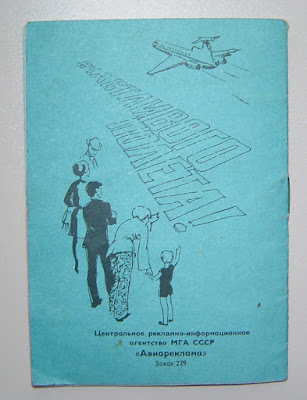 СЧАСТЛИВОГО
ПОЛЕТА!
Центральное рекламно-информационное
агентство МГА СССР
«Авиареклама»
Заказ 229